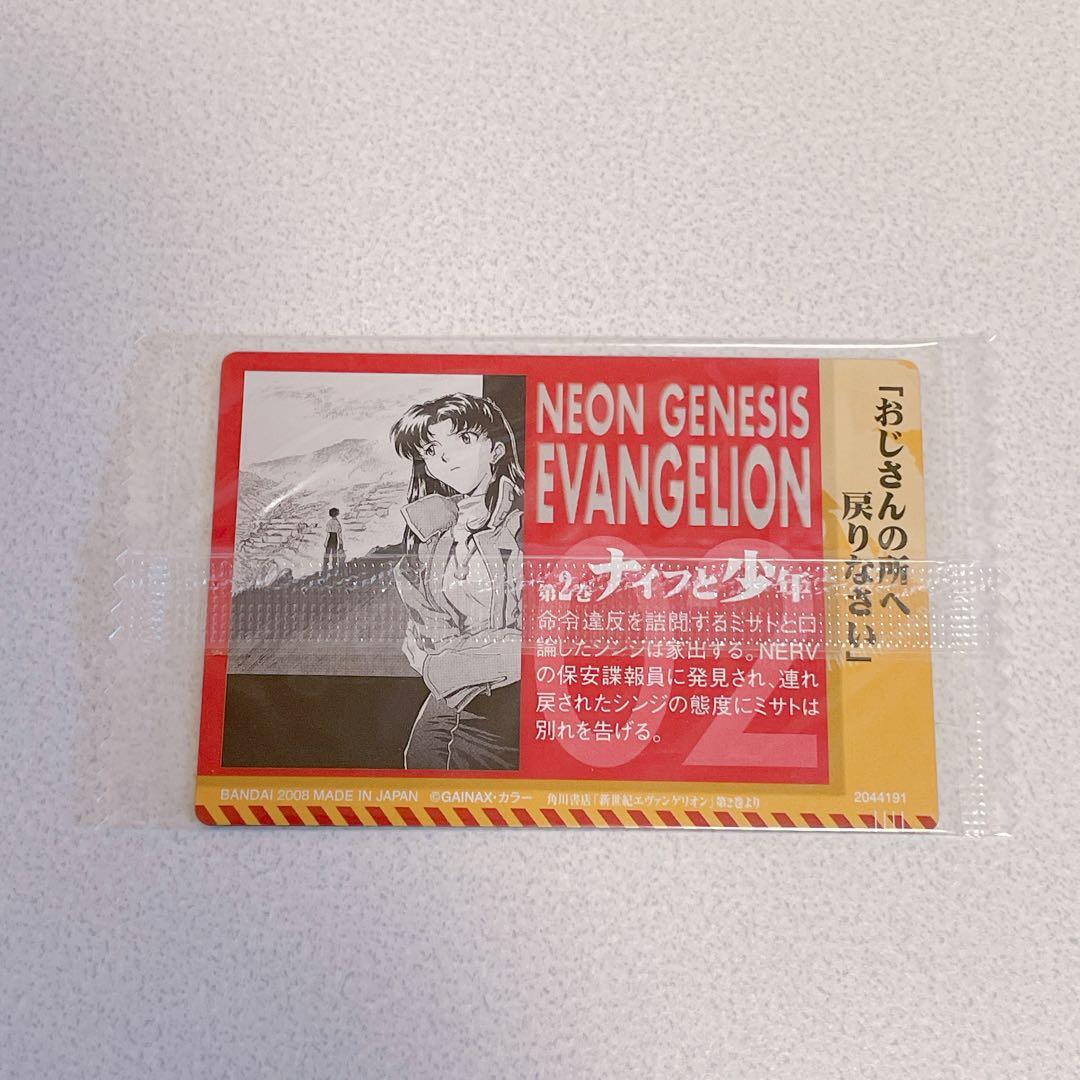 NEON GENESIS
EVANGELION
第2巻 ナイフと少年
命令違反を詰問するミサトと口
論したシンジは家出する。NERV
の保安諜報員に発見され、連れ
戻されたシンジの態度にミサトは
別れを告げる。
02
「おじさんの所へ
戻りなさい」
BANDAI 2008 MADE IN JAPAN ©GAINAX・カラー 角川書店「新世紀エヴァンゲリオン」第2巻より 2044191